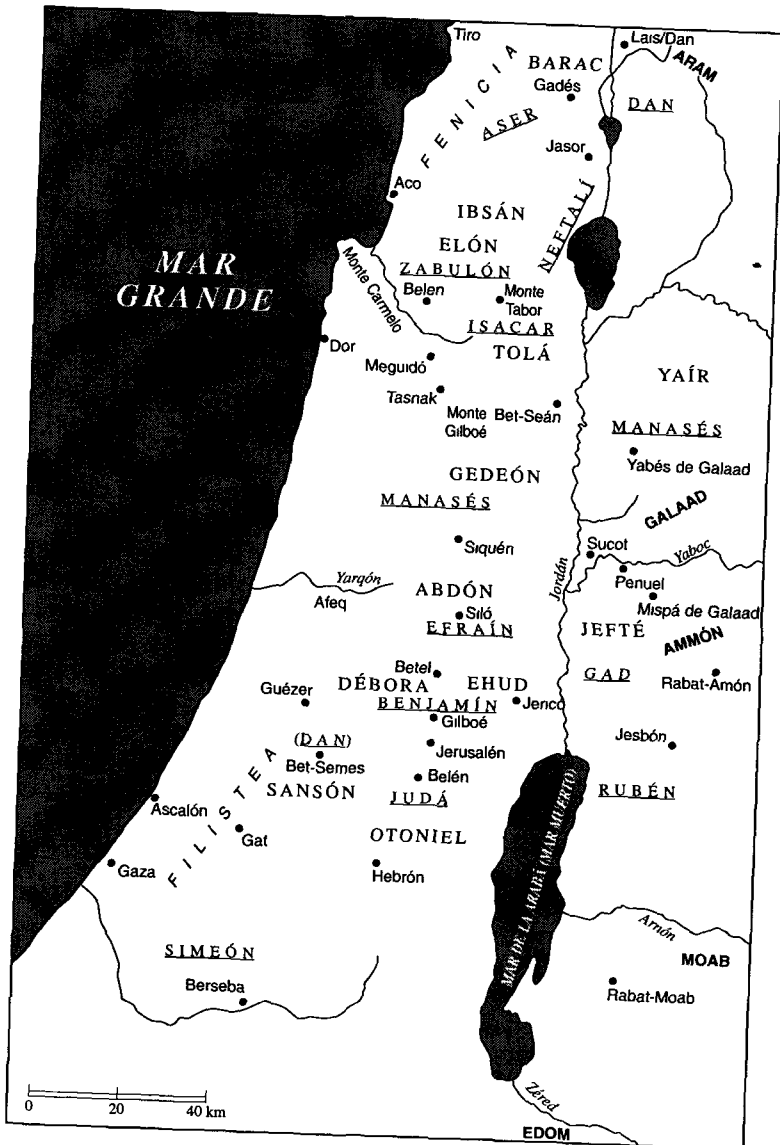 Tiro
Laís/Dan
BARAC
ARAM
Gadés
DAN
FENICIA
ASER
Jasor
Aco
IBSÁN
NEFTALÍ
ELÓN
MAR
GRANDE
Monte Carmelo
ZABULÓN
Belen
Monte
Tabor
ISACAR
Dor
TOLÁ
Meguidó
YAÍR
Tasnak
Bet-Seán
Monte
Gilboé
MANASÉS
Yabés de Galaad
GEDEÓN
MANASÉS
GALAAD
Siquén
Sucot
Yaboc
Jordán
Penuel
Yarqón
Afeq
ABDÓN
Mispá de Galaad
Siló
EFRAÍN
JEFTÉ
AMMÓN
Betel
GAD
Rabat-Amón
Guézer
DÉBORA
EHUD
BENJAMÍN
Jericó
Gilboé
(DAN)
Jerusalén
Jesbón
Bet-Semes
Belén
SANSÓN
JUDÁ
RUBÉN
FILISTEA
Ascalón
MAR DE LA ARABÁ (MAR MUERTO)
Gat
OTONIEL
Gaza
Hebrón
Arnón
SIMEÓN
MOAB
Berseba
Rabat-Moab
0 20 40 km
Zéred
EDOM